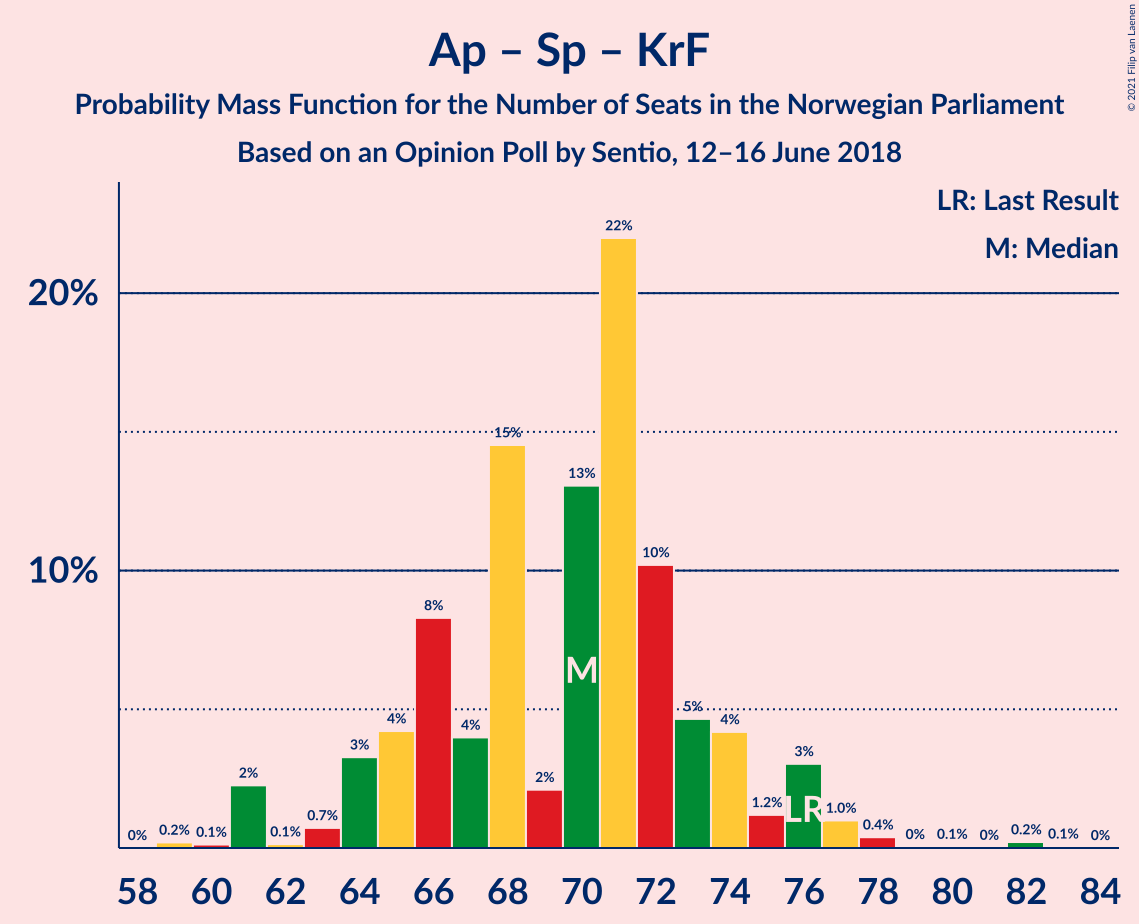 © 2021 Filip van Laenen
Ap – Sp – KrF
Probability Mass Function for the Number of Seats in the Norwegian Parliament
Based on an Opinion Poll by Sentio, 12–16 June 2018
LR: Last Result
M: Median
20%
10%
0% 0.2% 0.1% 2% 0.1% 0.7% 3% 4% 8% 4% 15% 2% 13% 22% 10% 5% 4% 1.2% 3% 1.0% 0.4% 0% 0.1% 0% 0.2% 0.1% 0%
M
LR
58 60 62 64 66 68 70 72 74 76 78 80 82 84